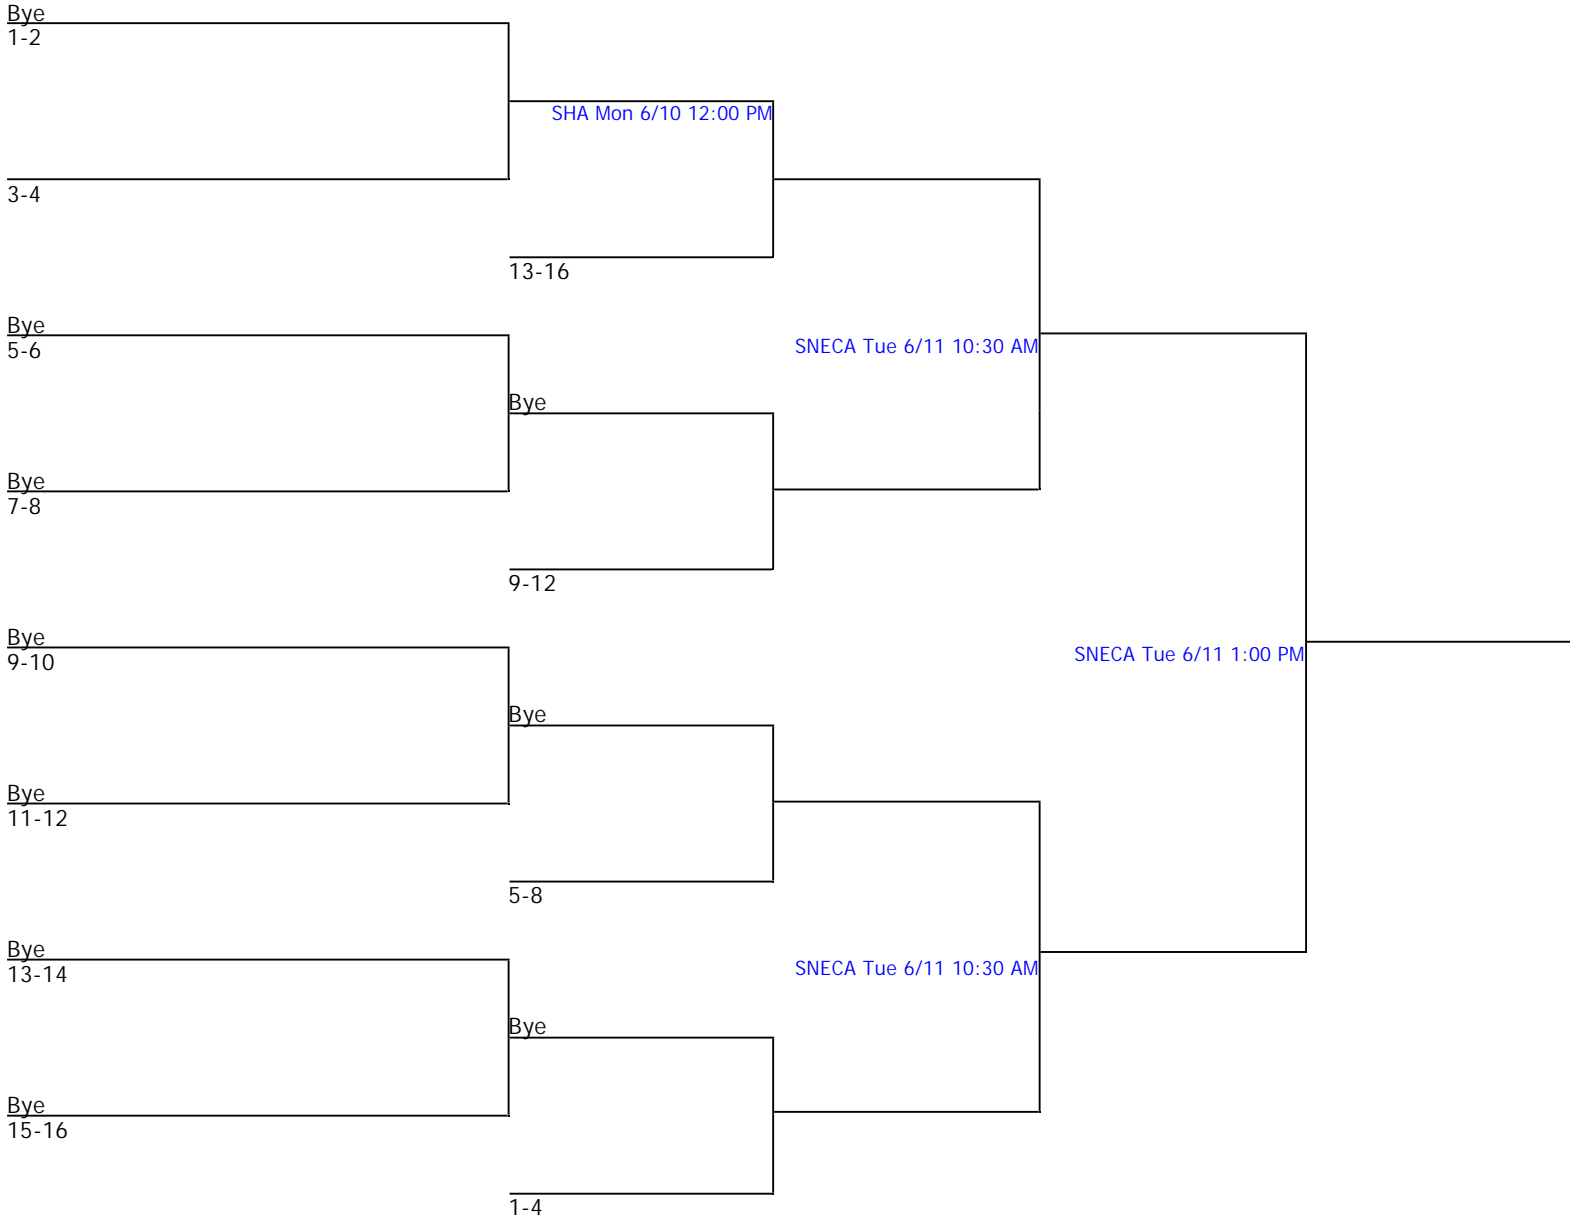 Bye
1-2
SHA Mon 6/10 12:00 PM
3-4
13-16
Bye
5-6
SNECA Tue 6/11 10:30 AM
Bye
Bye
7-8
9-12
Bye
9-10
SNECA Tue 6/11 1:00 PM
Bye
Bye
11-12
5-8
Bye
13-14
SNECA Tue 6/11 10:30 AM
Bye
Bye
15-16
1-4